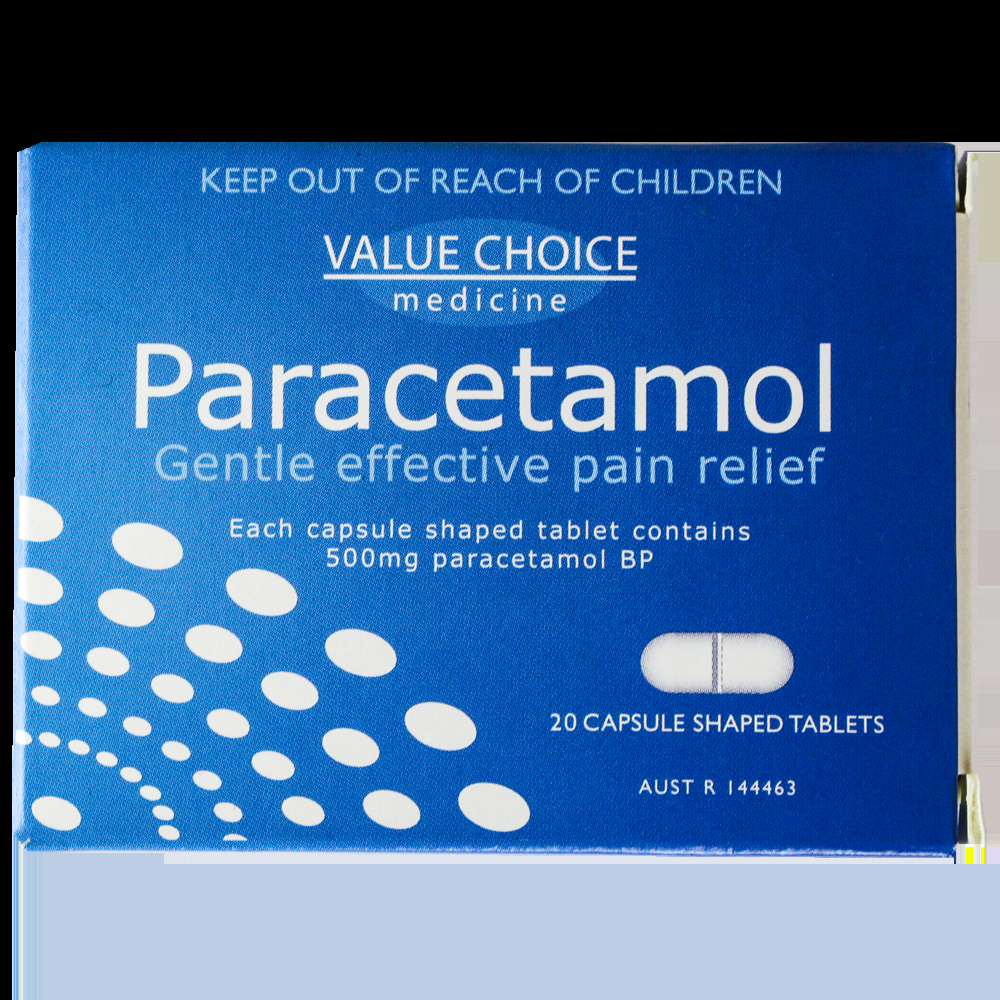 KEEP OUT OF REACH OF CHILDREN
VALUE CHOICE
medicine
Paracetamol
Gentle effective pain relief
Each capsule shaped tablet contains
500mg paracetamol BP
20 CAPSULE SHAPED TABLETS
AUST R 144463